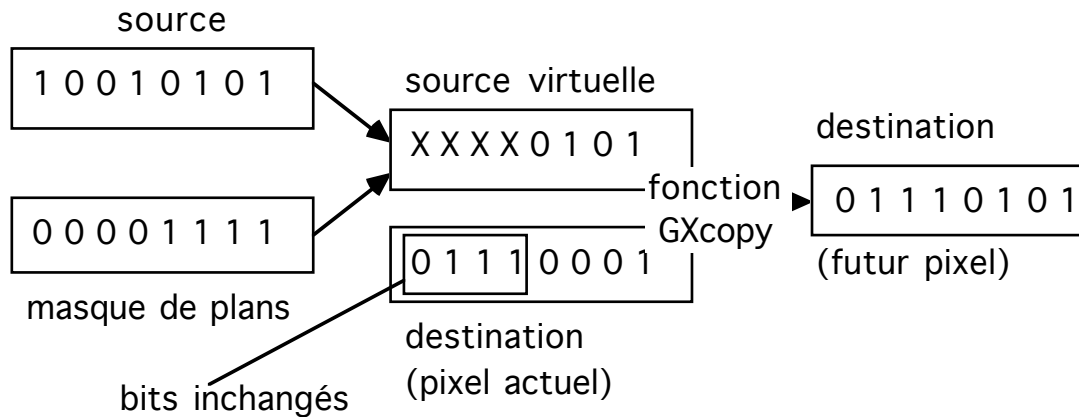 source
1 0 0 1 0 1 0 1
source virtuelle
X X X X 0 1 0 1
destination
fonction
GXcopy
0 1 1 1 0 1 0 1
0 0 0 0 1 1 1 1
0 1 1 1 0 0 0 1
(futur pixel)
masque de plans
destination
(pixel actuel)
bits inchangés